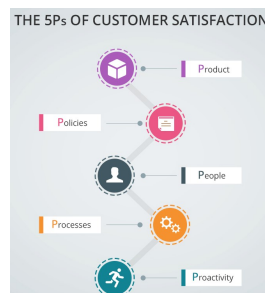 THE 5Ps OF CUSTOMER SATISFACTION
Product
Policies
People
Processes
Proactivity